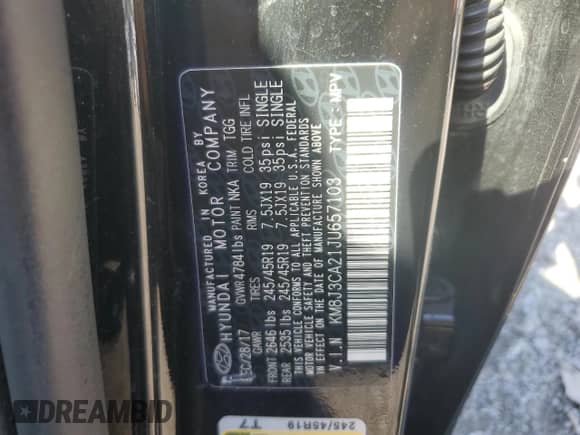 MANUFACTURED IN KOREA BY
HYUNDAI MOTOR COMPANY
/28/17 GVWR4784lbs PAINT NKA TRIM TGG
GAWR TIRES RIMS COLD TIRE INFL
FRONT 2646 lbs 245/45R19 7.5JX19 35psi SINGLE
REAR 2535 lbs 245/45R19 7.5JX19 35psi SINGLE
THIS VEHICLE CONFORMS TO ALL APPLICABLE U.S.A. FEDERAL
MOTOR VEHICLE SAFETY, BUMPER, AND THEFT PREVENTION STANDARDS
IN EFFECT ON THE DATE OF MANUFACTURE SHOWN ABOVE
V.I.N KM8J3CA21JU657103 TYPE : MPV
245/45R19
T7
DREAMBID